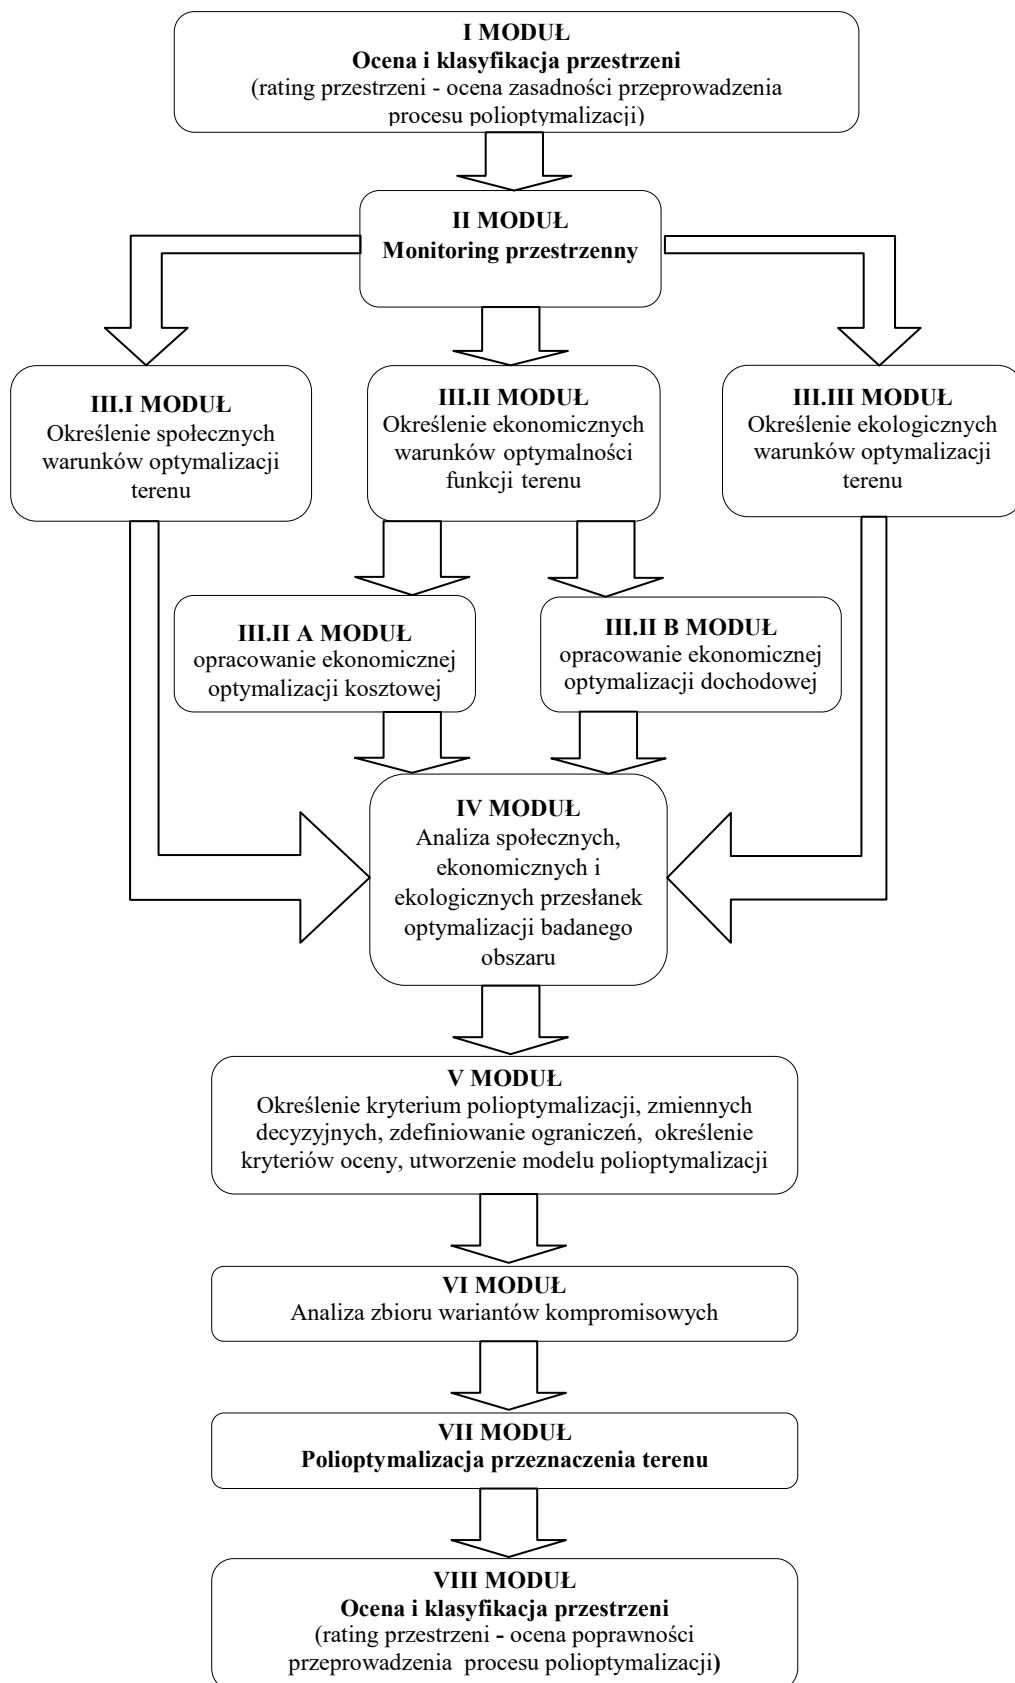 I MODUŁ
Ocena i klasyfikacja przestrzeni
(rating przestrzeni - ocena zasadności przeprowadzenia
procesu polioptymalizacji)
II MODUŁ
Monitoring przestrzenny
III.I MODUŁ
Określenie społecznych
warunków optymalizacji
terenu
III.II MODUŁ
Określenie ekonomicznych
warunków optymalności
funkcji terenu
III.III MODUŁ
Określenie ekologicznych
warunków optymalizacji
terenu
III.II A MODUŁ
opracowanie ekonomicznej
optymalizacji kosztowej
III.II B MODUŁ
opracowanie ekonomicznej
optymalizacji dochodowej
IV MODUŁ
Analiza społecznych,
ekonomicznych i
ekologicznych przesłanek
optymalizacji badanego
obszaru
V MODUŁ
Określenie kryterium polioptymalizacji, zmiennych
decyzyjnych, zdefiniowanie ograniczeń, określenie
kryteriów oceny, utworzenie modelu polioptymalizacji
VI MODUŁ
Analiza zbioru wariantów kompromisowych
VII MODUŁ
Polioptymalizacja przeznaczenia terenu
VIII MODUŁ
Ocena i klasyfikacja przestrzeni
(rating przestrzeni - ocena poprawności
przeprowadzenia procesu polioptymalizacji)